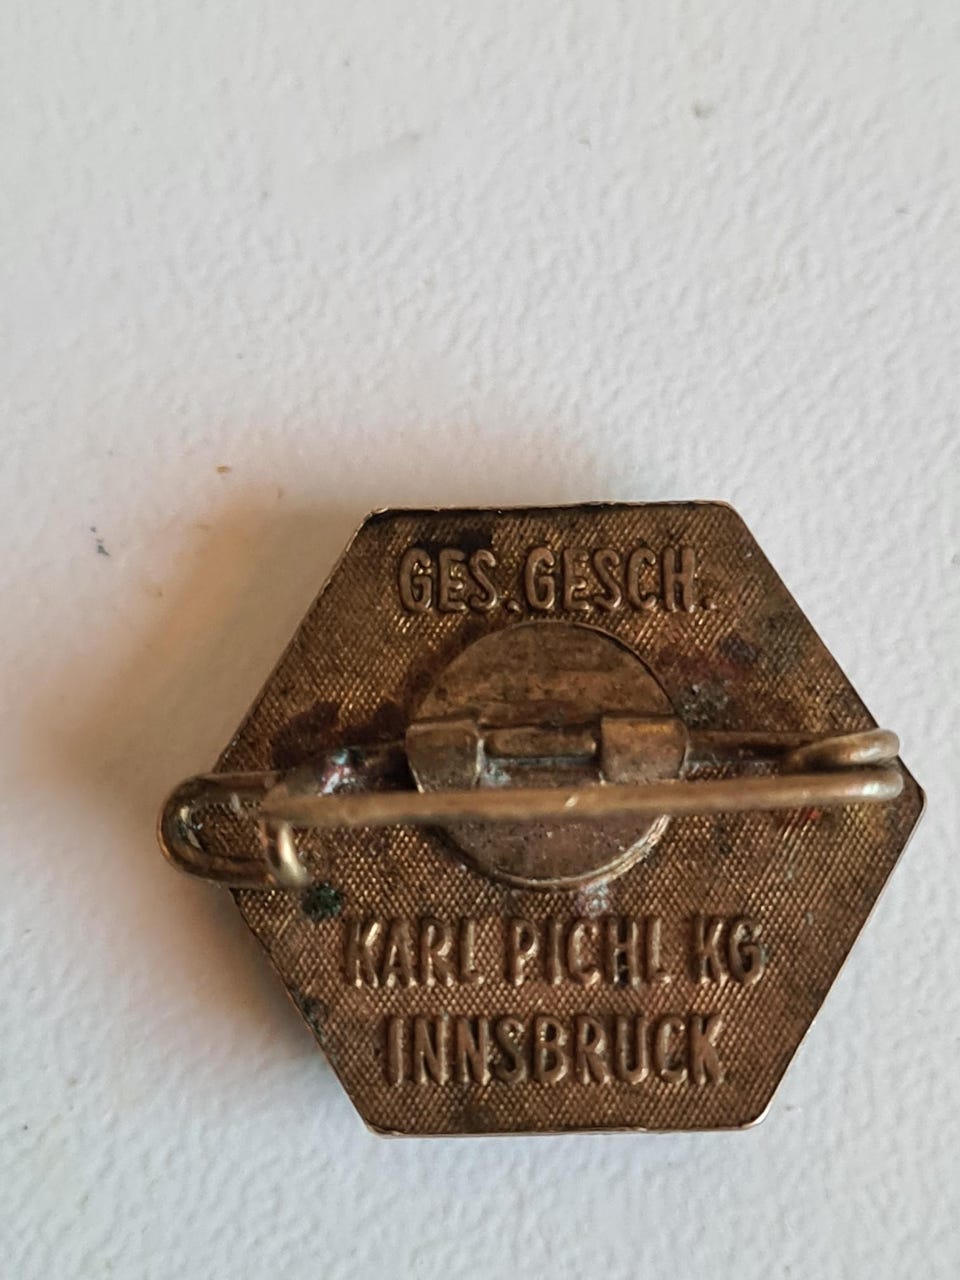 GES.GESCH.
KARL PICHL KG
INNSBRUCK